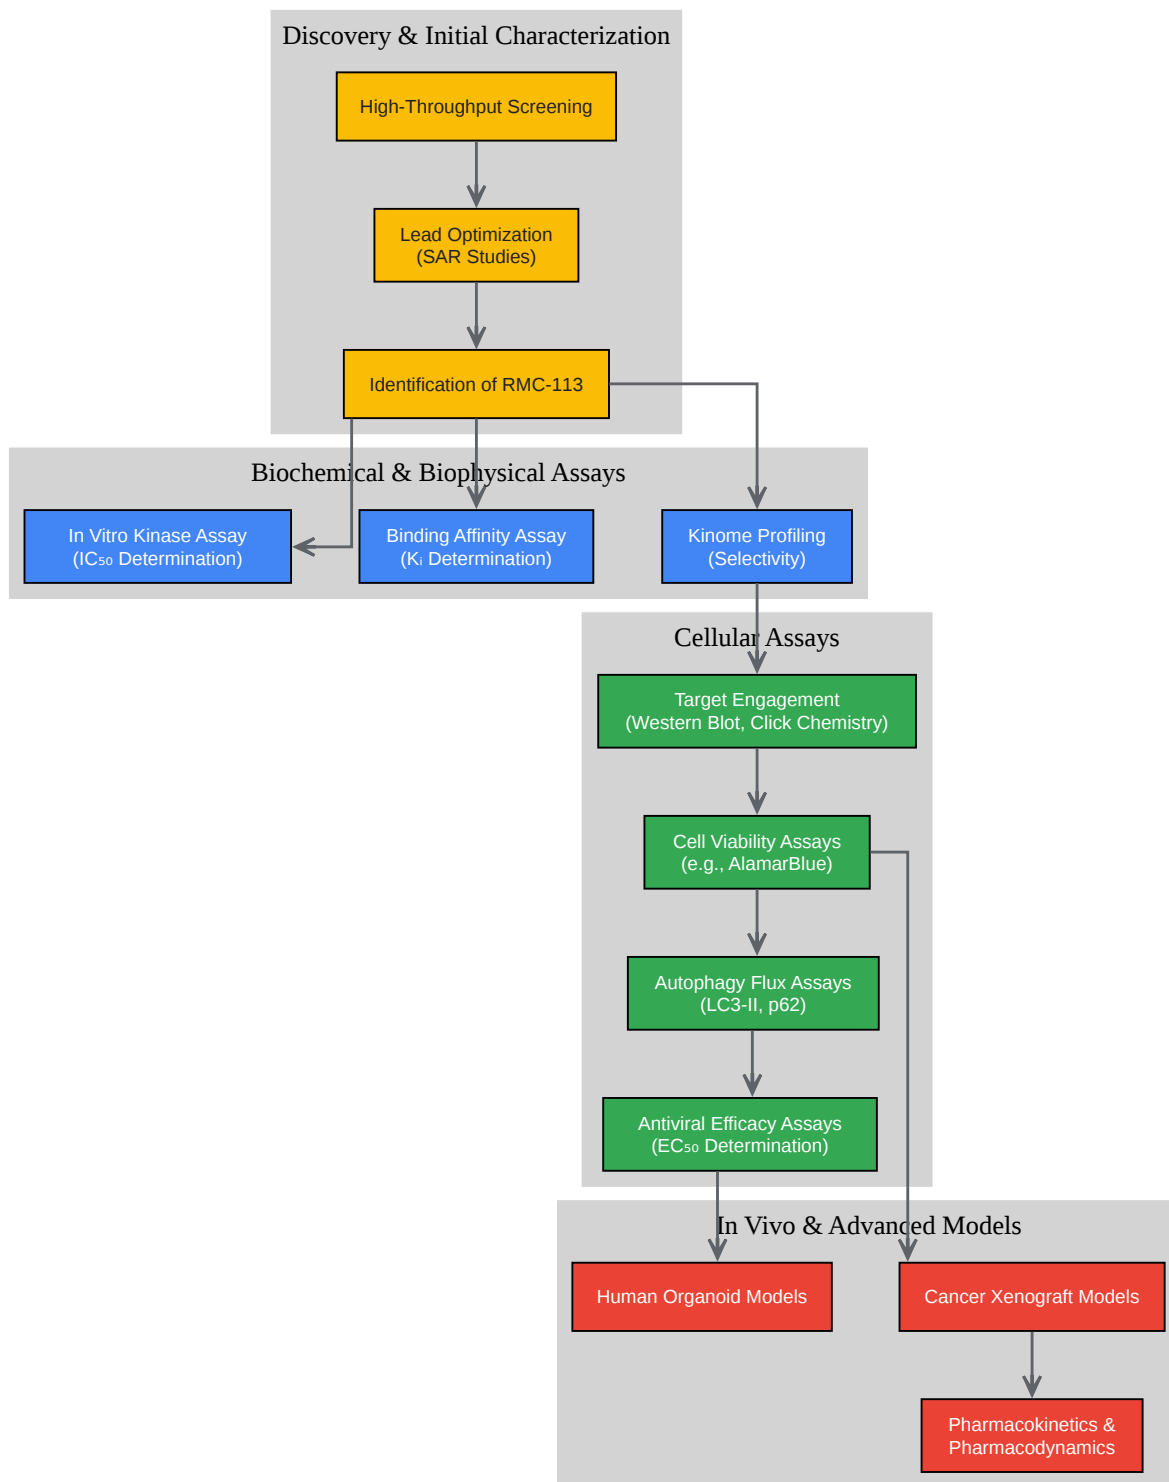 Discovery & Initial Characterization
High-Throughput Screening
Lead Optimization
(SAR Studies)
Identification of RMC-113
Biochemical & Biophysical Assays
In Vitro Kinase Assay
(IC₅₀ Determination)
Binding Affinity Assay
(Kᵢ Determination)
Kinome Profiling
(Selectivity)
Cellular Assays
Target Engagement
(Western Blot, Click Chemistry)
Cell Viability Assays
(e.g., AlamarBlue)
Autophagy Flux Assays
(LC3-II, p62)
Antiviral Efficacy Assays
(EC₅₀ Determination)
In Vivo & Advanced Models
Human Organoid Models
Cancer Xenograft Models
Pharmacokinetics &
Pharmacodynamics